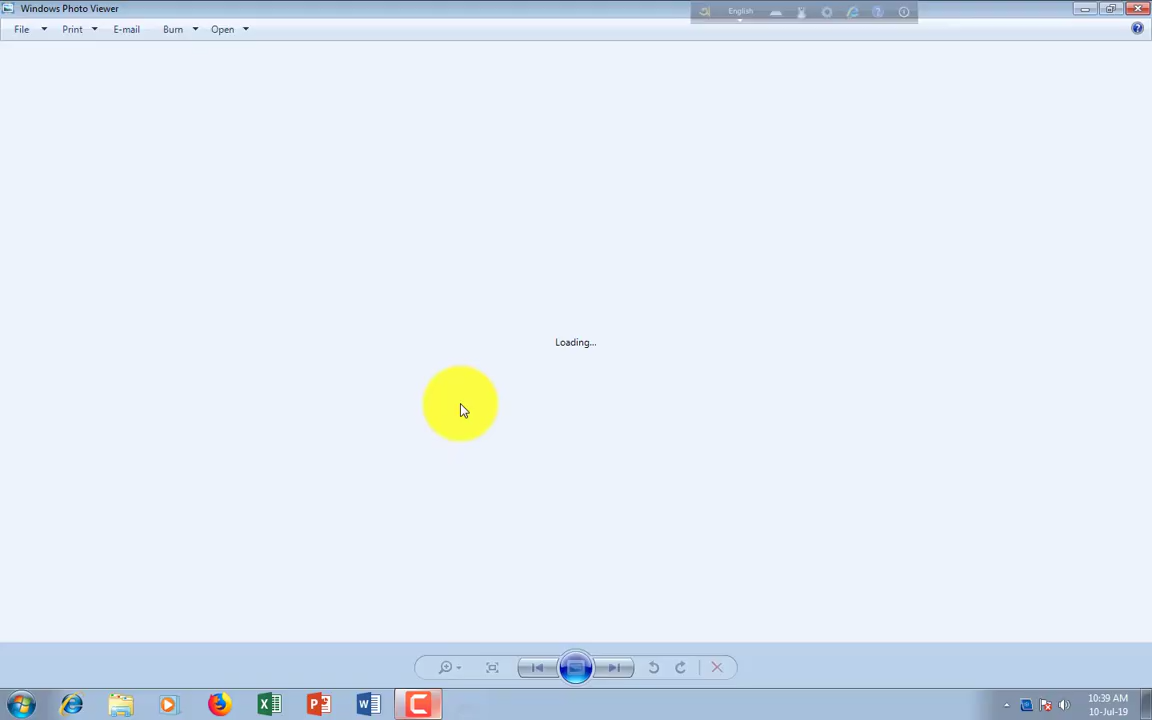 Windows Photo Viewer
English
File Print E-mail Burn Open
Loading...
10:39 AM
10-Jul-19